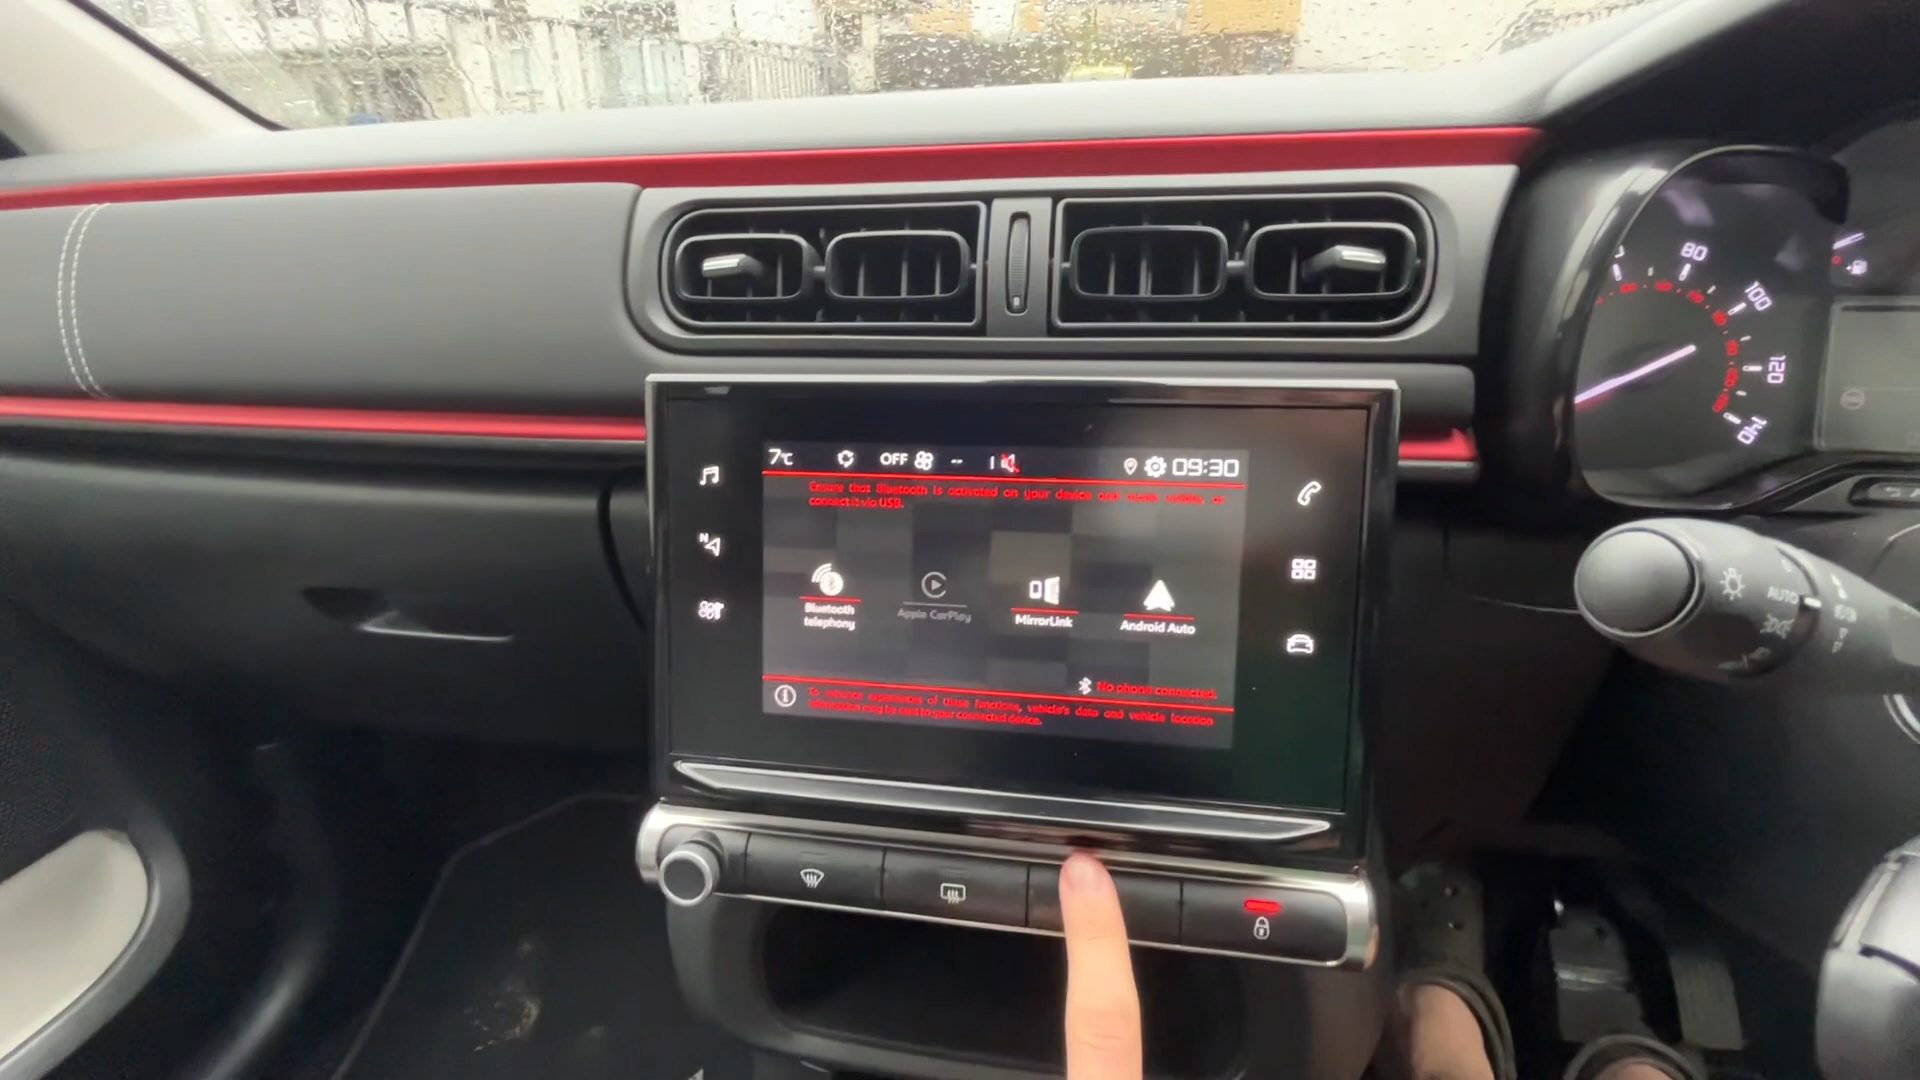 80
100
120
140
7°C
OFF
--
09:30
Ensure that Bluetooth is activated on your device and made visible, or
connect it via USB.
N
Bluetooth
telephony
Apple CarPlay
MirrorLink
Android Auto
No phone connected.
To enhance experiences of these functions, vehicle's data and vehicle location
information may be sent to your connected device.
AUTO